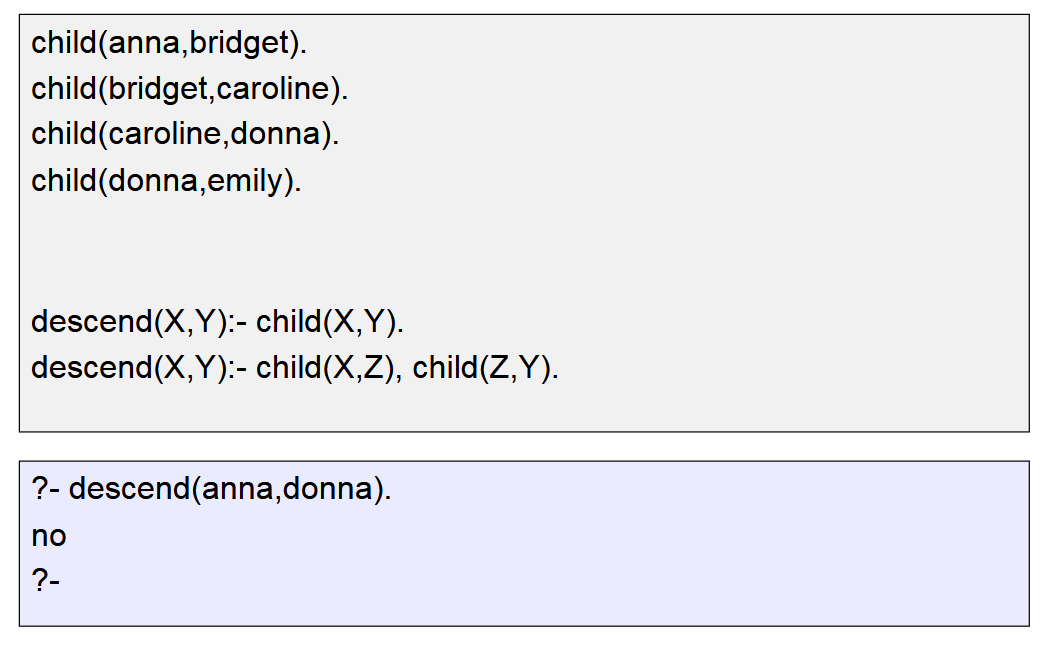 child(anna,bridget).
child(bridget,caroline).
child(caroline,donna).
child(donna,emily).
descend(X,Y):- child(X,Y).
descend(X,Y):- child(X,Z), child(Z,Y).
?- descend(anna,donna).
no
?-